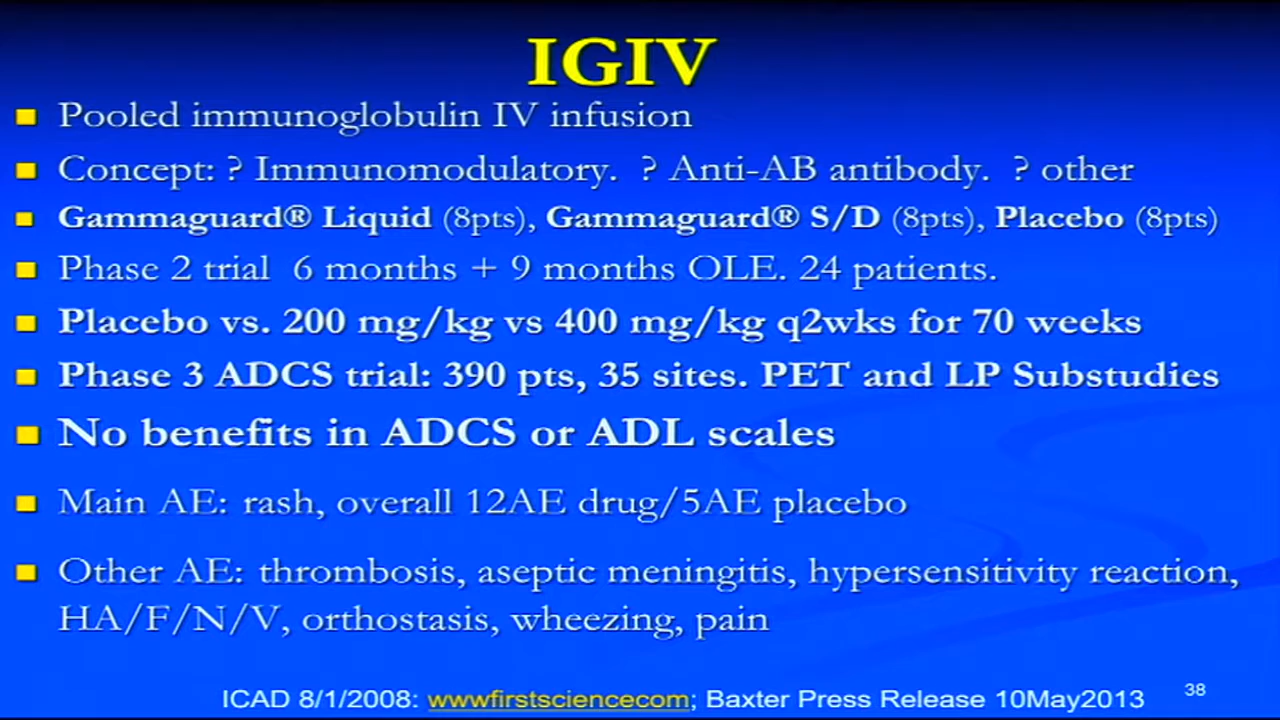 IGIV
Pooled immunoglobulin IV infusion
Concept: ? Immunomodulatory. ? Anti-AB antibody. ? other
Gammaguard® Liquid (8pts), Gammaguard® S/D (8pts), Placebo (8pts)
Phase 2 trial 6 months + 9 months OLE. 24 patients.
Placebo vs. 200 mg/kg vs 400 mg/kg q2wks for 70 weeks
Phase 3 ADCS trial: 390 pts, 35 sites. PET and LP Substudies
No benefits in ADCS or ADL scales
Main AE: rash, overall 12AE drug/5AE placebo
Other AE: thrombosis, aseptic meningitis, hypersensitivity reaction,
HA/F/N/V, orthostasis, wheezing, pain
ICAD 8/1/2008: wwwfirstsciencecom; Baxter Press Release 10May2013
38